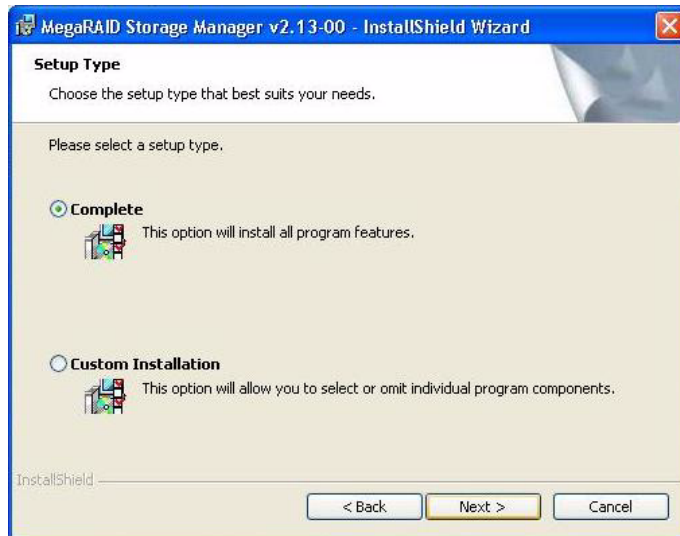 MegaRAID Storage Manager v2.13-00 - InstallShield Wizard
Setup Type
Choose the setup type that best suits your needs.
Please select a setup type.
Complete
This option will install all program features.
Custom Installation
This option will allow you to select or omit individual program components.
InstallShield
< Back
Next >
Cancel